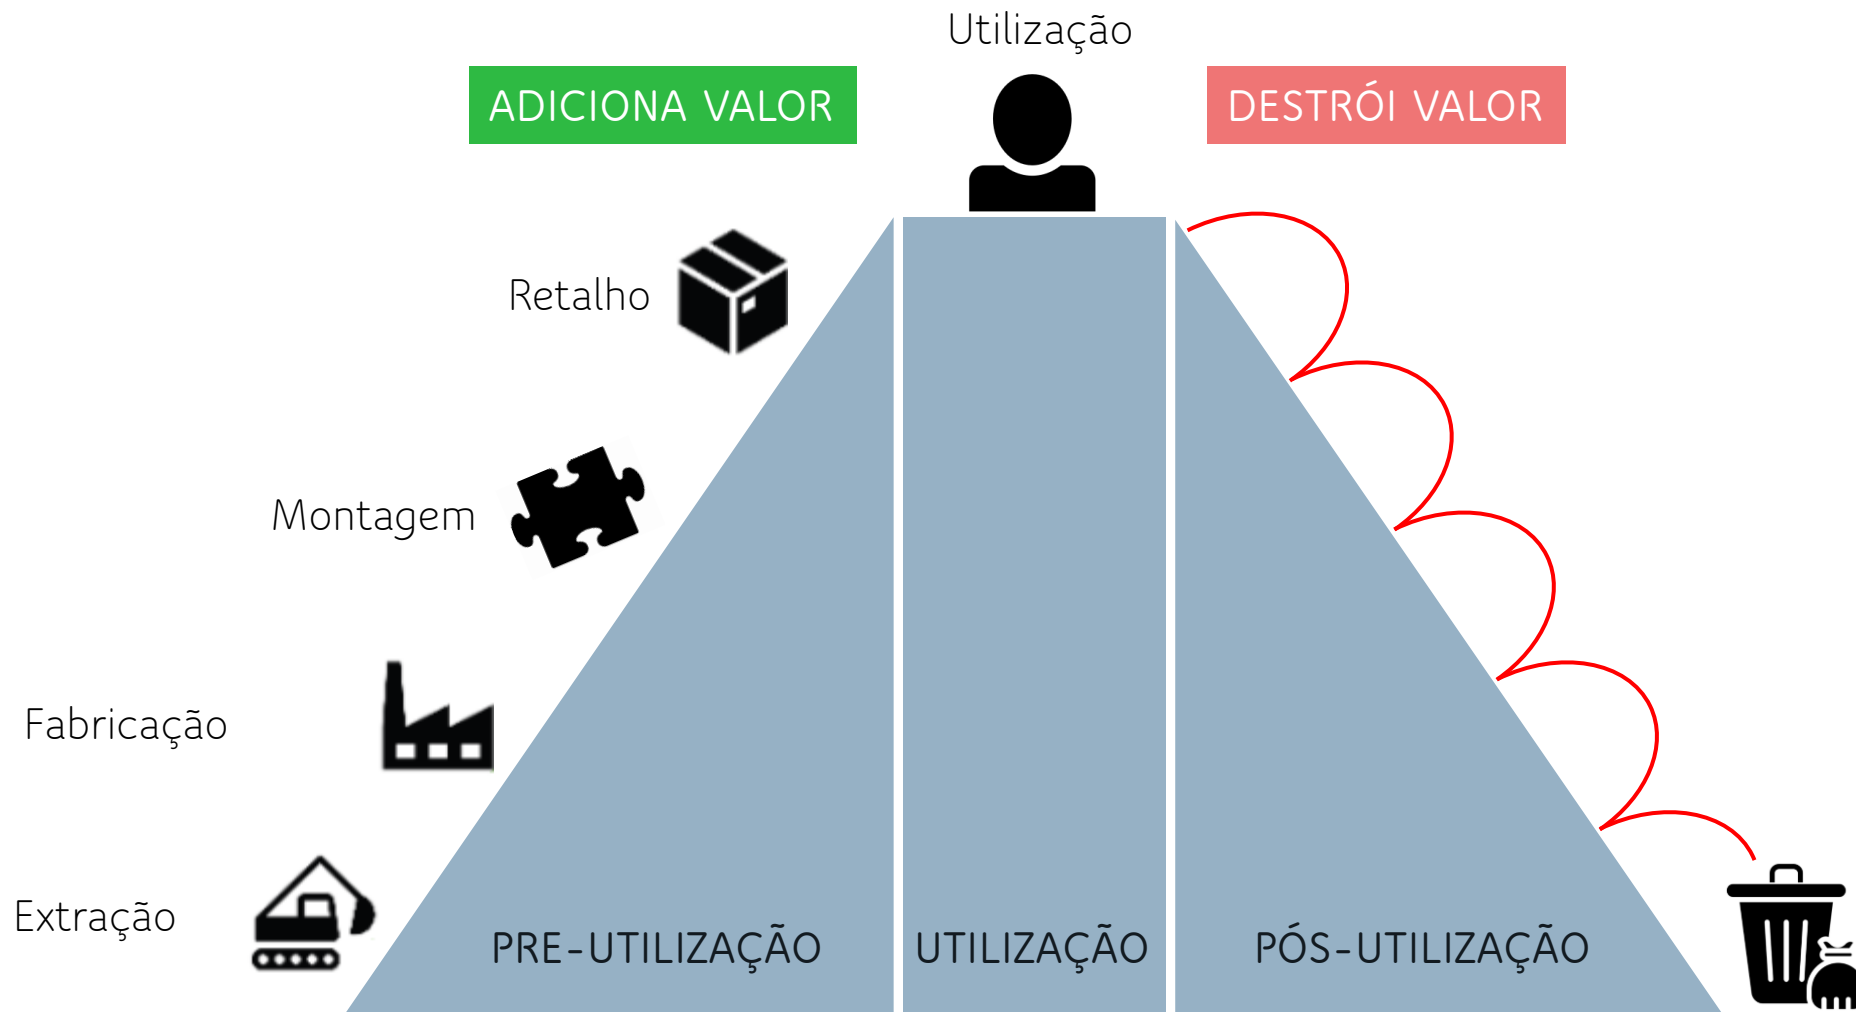 Utilização
ADICIONA VALOR
DESTRÓI VALOR
Retalho
Montagem
Fabricação
Extração
PRE-UTILIZAÇÃO
UTILIZAÇÃO
PÓS-UTILIZAÇÃO